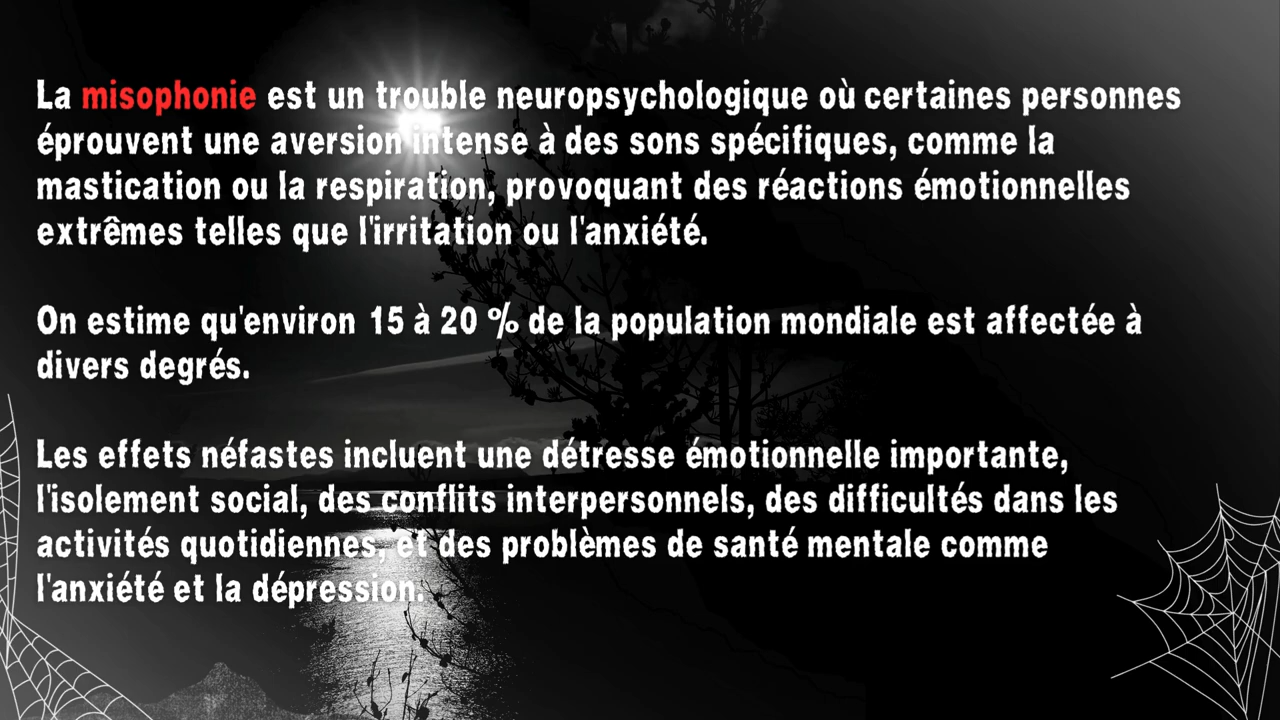 La misophonie est un trouble neuropsychologique où certaines personnes
éprouvent une aversion intense à des sons spécifiques, comme la
mastication ou la respiration, provoquant des réactions émotionnelles
extrêmes telles que l'irritation ou l'anxiété.
On estime qu'environ 15 à 20 % de la population mondiale est affectée à
divers degrés.
Les effets néfastes incluent une détresse émotionnelle importante,
l'isolement social, des conflits interpersonnels, des difficultés dans les
activités quotidiennes, et des problèmes de santé mentale comme
l'anxiété et la dépression.